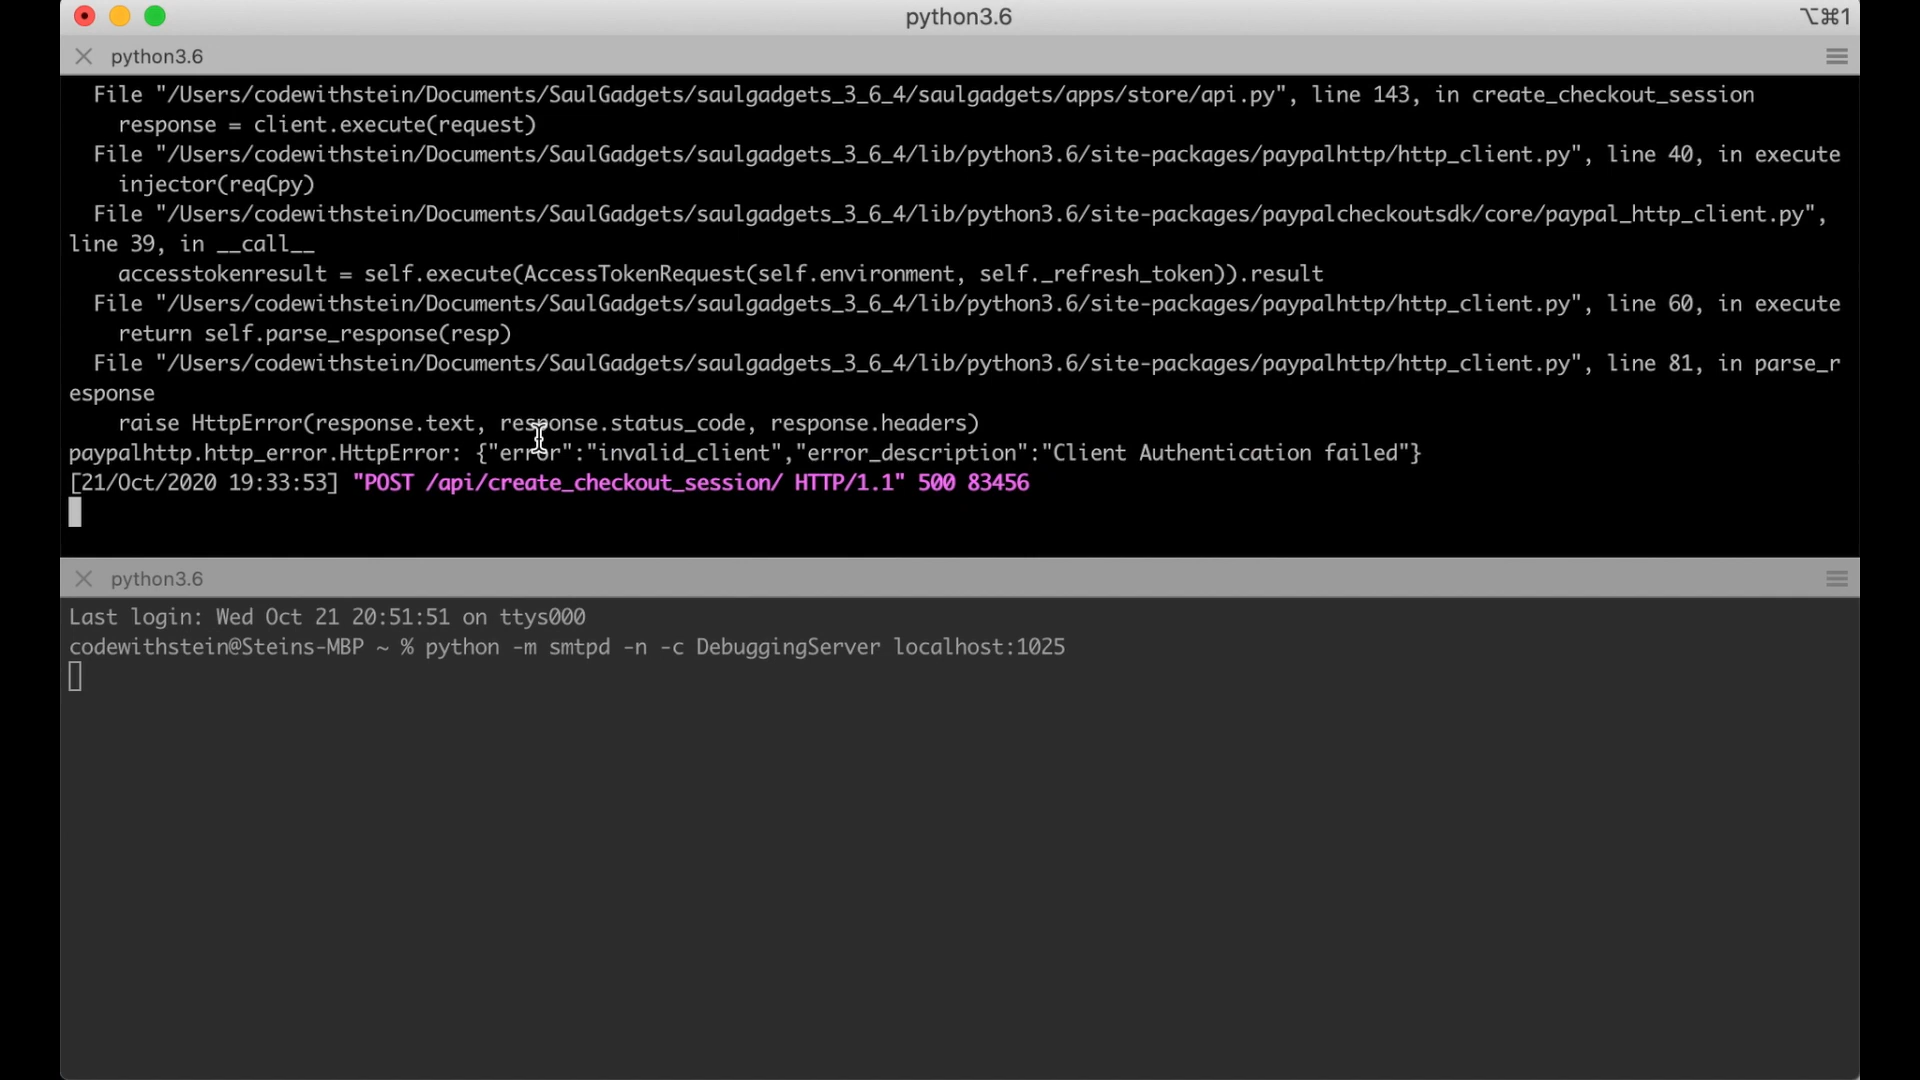 python3.6
⌥⌘1
python3.6
File "/Users/codewithstein/Documents/SaulGadgets/saulgadgets_3_6_4/saulgadgets/apps/store/api.py", line 143, in create_checkout_session
response = client.execute(request)
File "/Users/codewithstein/Documents/SaulGadgets/saulgadgets_3_6_4/lib/python3.6/site-packages/paypalhttp/http_client.py", line 40, in execute
injector(reqCpy)
File "/Users/codewithstein/Documents/SaulGadgets/saulgadgets_3_6_4/lib/python3.6/site-packages/paypalcheckoutsdk/core/paypal_http_client.py",
line 39, in __call__
accesstokenresult = self.execute(AccessTokenRequest(self.environment, self._refresh_token)).result
File "/Users/codewithstein/Documents/SaulGadgets/saulgadgets_3_6_4/lib/python3.6/site-packages/paypalhttp/http_client.py", line 60, in execute
return self.parse_response(resp)
File "/Users/codewithstein/Documents/SaulGadgets/saulgadgets_3_6_4/lib/python3.6/site-packages/paypalhttp/http_client.py", line 81, in parse_r
esponse
raise HttpError(response.text, response.status_code, response.headers)
paypalhttp.http_error.HttpError: {"error":"invalid_client","error_description":"Client Authentication failed"}
[21/Oct/2020 19:33:53] "POST /api/create_checkout_session/ HTTP/1.1" 500 83456
python3.6
Last login: Wed Oct 21 20:51:51 on ttys000
codewithstein@Steins-MBP ~ % python -m smtpd -n -c DebuggingServer localhost:1025